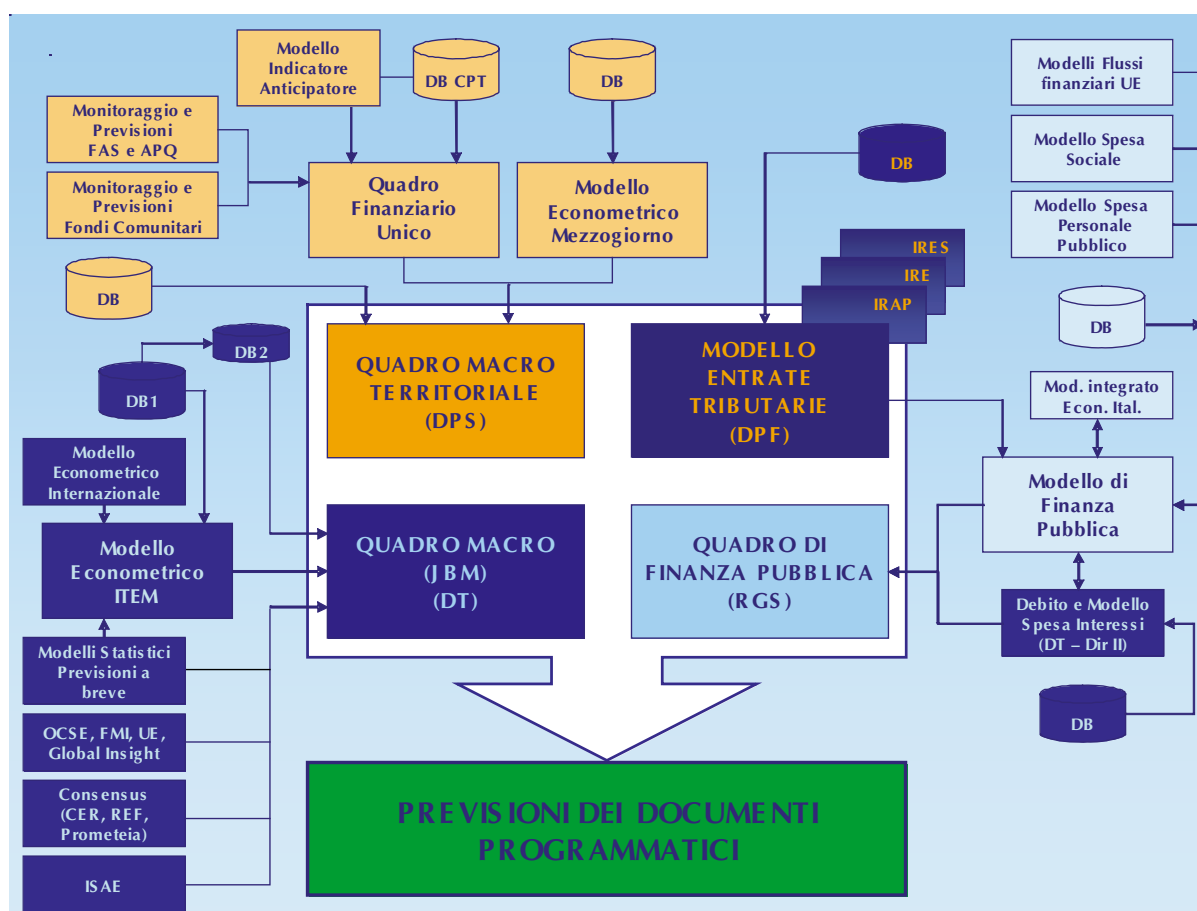 Modello
Indicatore
Anticipatore
DB CPT
DB
Modelli Flussi
finanziari UE
Monitoraggio e
Previsioni
FAS e APQ
Modello Spesa
Sociale
DB
Monitoraggio e
Previsioni
Fondi Comunitari
Quadro
Finanziario
Unico
Modello
Econometrico
Mezzogiorno
Modello Spesa
Personale
Pubblico
IRES
IRE
IRAP
DB
DB
QUADRO MACRO
TERRITORIALE
(DPS)
MODELLO
ENTRATE
TRIBUTARIE
(DPF)
DB2
DB1
Mod. integrato
Econ. Ital.
Modello
Econometrico
Internazionale
Modello di
Finanza
Pubblica
Modello
Econometrico
ITEM
QUADRO MACRO
(JBM)
(DT)
QUADRO DI
FINANZA PUBBLICA
(RGS)
Debito e Modello
Spesa Interessi
(DT – Dir II)
Modelli Statistici
Previsioni a
breve
DB
OCSE, FMI, UE,
Global Insight
Consensus
(CER, REF,
Prometeia)
PREVISIONI DEI DOCUMENTI
PROGRAMMATICI
ISAE